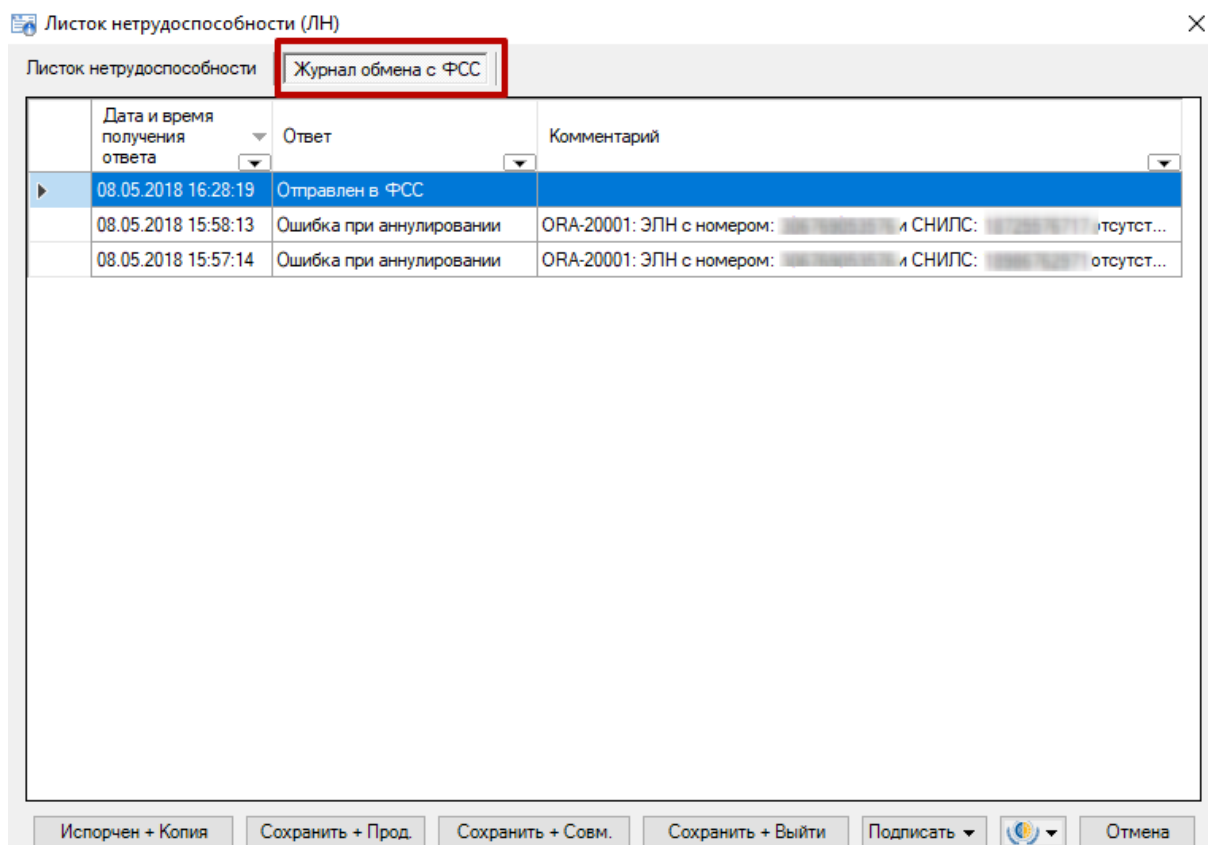 Листок нетрудоспособности (ЛН)
Листок нетрудоспособности Журнал обмена с ФСС
Дата и время
получения
ответа
Ответ
Комментарий
08.05.2018 16:28:19 Отправлен в ФСС
08.05.2018 15:58:13 Ошибка при аннулировании ORA-20001: ЭЛН с номером: и СНИЛС: отсутст...
08.05.2018 15:57:14 Ошибка при аннулировании ORA-20001: ЭЛН с номером: и СНИЛС: отсутст...
Испорчен + Копия Сохранить + Прод. Сохранить + Совм. Сохранить + Выйти Подписать Отмена